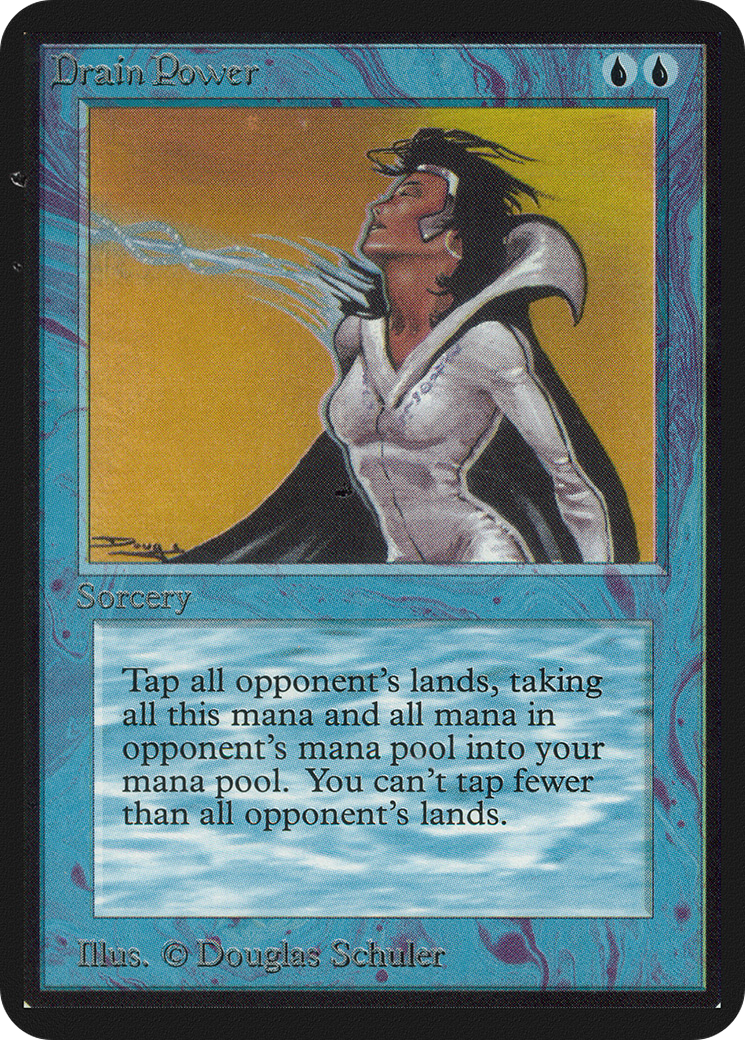 Drain Power
Doug S
Sorcery
Tap all opponent's lands, taking
all this mana and all mana in
opponent's mana pool into your
mana pool. You can't tap fewer
than all opponent's lands.
Illus. © Douglas Schuler